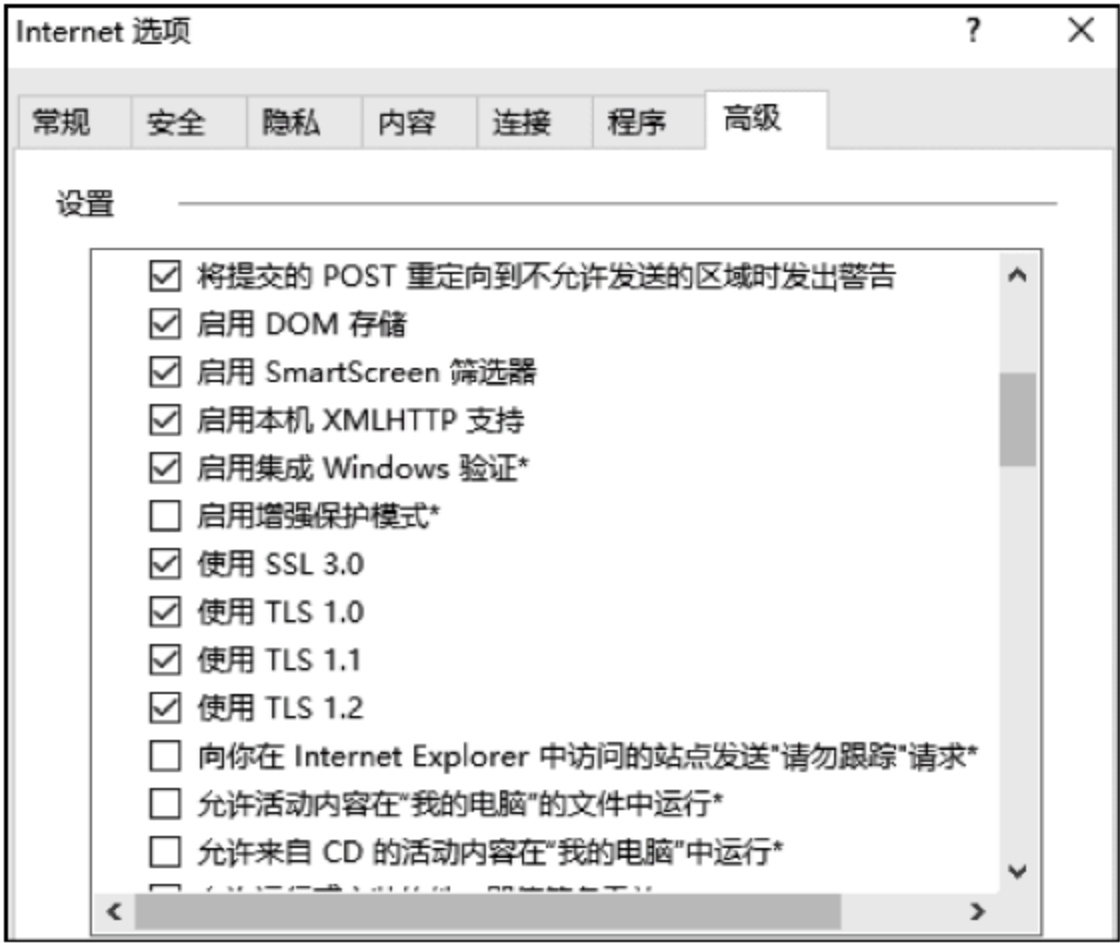 Internet 选项
?
常规 安全 隐私 内容 连接 程序 高级
设置
将提交的 POST 重定向到不允许发送的区域时发出警告
启用 DOM 存储
启用 SmartScreen 筛选器
启用本机 XMLHTTP 支持
启用集成 Windows 验证*
启用增强保护模式*
使用 SSL 3.0
使用 TLS 1.0
使用 TLS 1.1
使用 TLS 1.2
向你在 Internet Explorer 中访问的站点发送"请勿跟踪"请求*
允许活动内容在“我的电脑”的文件中运行*
允许来自 CD 的活动内容在“我的电脑”中运行*